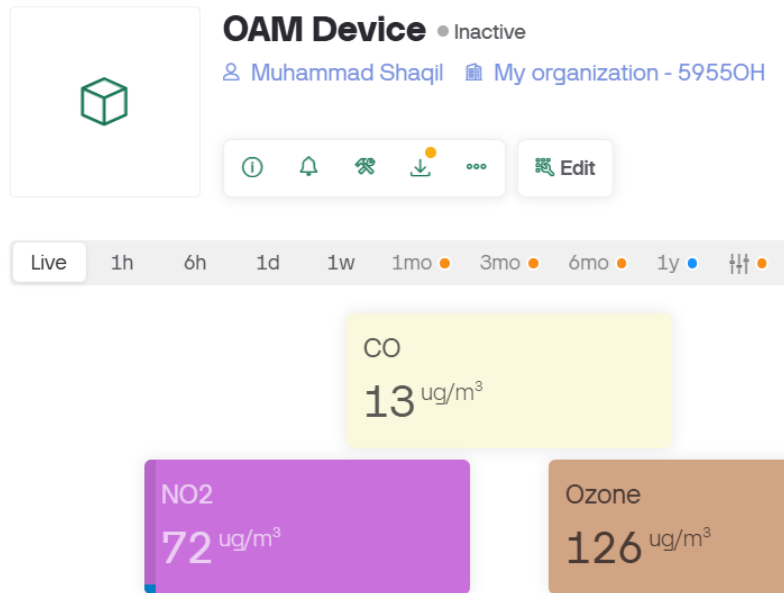 OAM Device Inactive
Muhammad Shaqil My organization - 5955OH
Edit
Live 1h 6h 1d 1w 1mo 3mo 6mo 1y
CO
13 ug/m³
NO2
72 ug/m³
Ozone
126 ug/m³